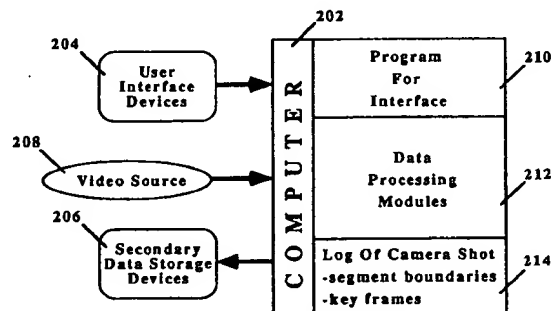 202
204
User
Interface
Devices
208
Video Source
206
Secondary
Data Storage
Devices
COMPUTER
Program
For
Interface
210
Data
Processing
Modules
212
Log Of Camera Shot
-segment boundaries
-key frames
214